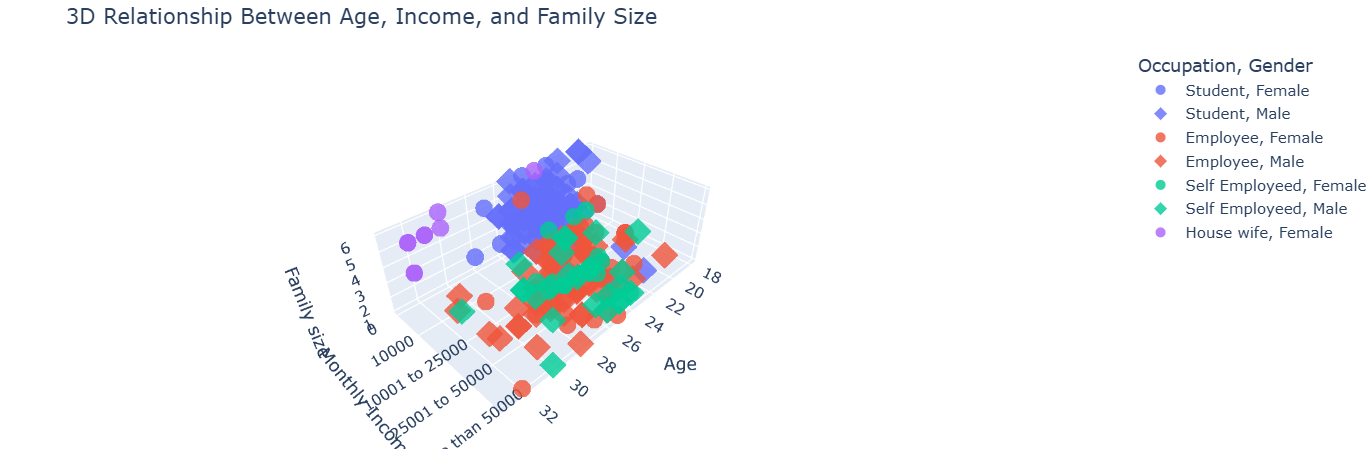 3D Relationship Between Age, Income, and Family Size
Occupation, Gender
Student, Female
Student, Male
Employee, Female
Employee, Male
Self Employeed, Female
Self Employeed, Male
House wife, Female
6
5
4
3
2
1
0
Family size
10000
10001 to 25000
25001 to 50000
than 50000
Monthly Incom
18
20
22
24
26
28
30
32
Age